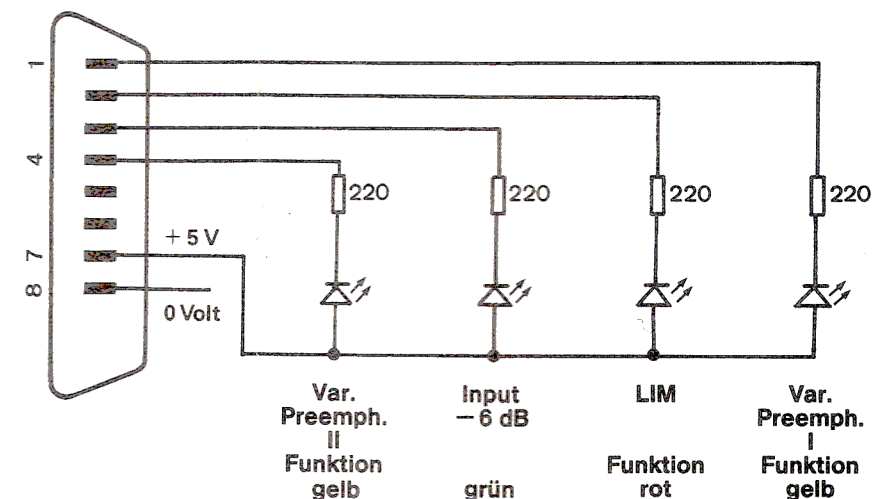 1
4
7
8
220
220
220
220
+ 5 V
0 Volt
Var.
Preemph.
II
Funktion
gelb
Input
− 6 dB
grün
LIM
Funktion
rot
Var.
Preemph.
I
Funktion
gelb